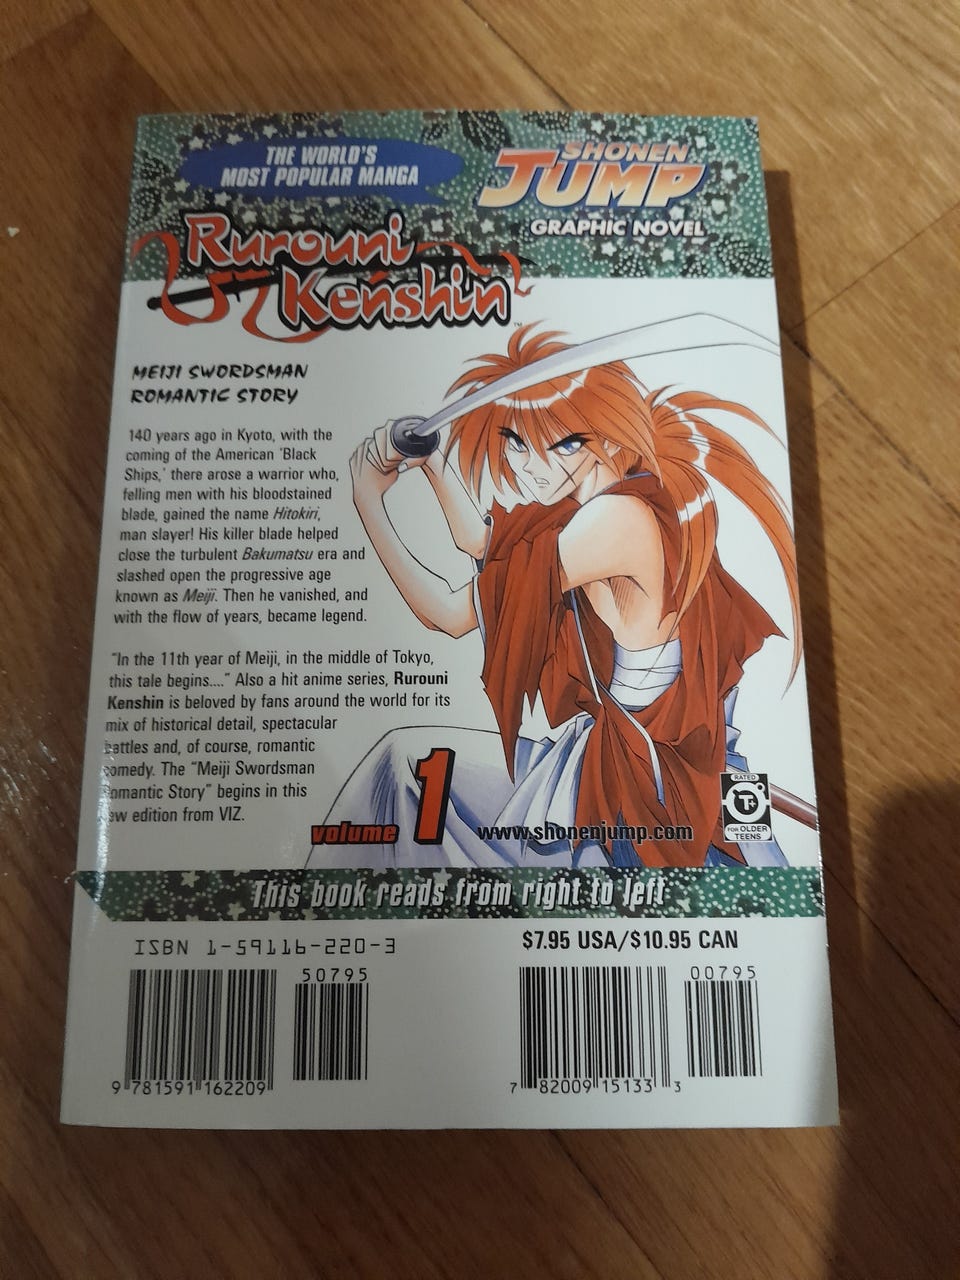 THE WORLD'S
MOST POPULAR MANGA
SHONEN
JUMP
GRAPHIC NOVEL
Rurouni
Kenshin™
MEIJI SWORDSMAN
ROMANTIC STORY
140 years ago in Kyoto, with the
coming of the American 'Black
Ships,' there arose a warrior who,
felling men with his bloodstained
blade, gained the name Hitokiri,
man slayer! His killer blade helped
close the turbulent Bakumatsu era and
slashed open the progressive age
known as Meiji. Then he vanished, and
with the flow of years, became legend.
"In the 11th year of Meiji, in the middle of Tokyo,
this tale begins...." Also a hit anime series, Rurouni
Kenshin is beloved by fans around the world for its
mix of historical detail, spectacular
battles and, of course, romantic
comedy. The "Meiji Swordsman
Romantic Story" begins in this
new edition from VIZ.
volume 1
www.shonenjump.com
RATED
T+
FOR OLDER
TEENS
This book reads from right to left
ISBN 1-59116-220-3
$7.95 USA/$10.95 CAN
50795
00795
9 781591 162209
7 82009 15133 3